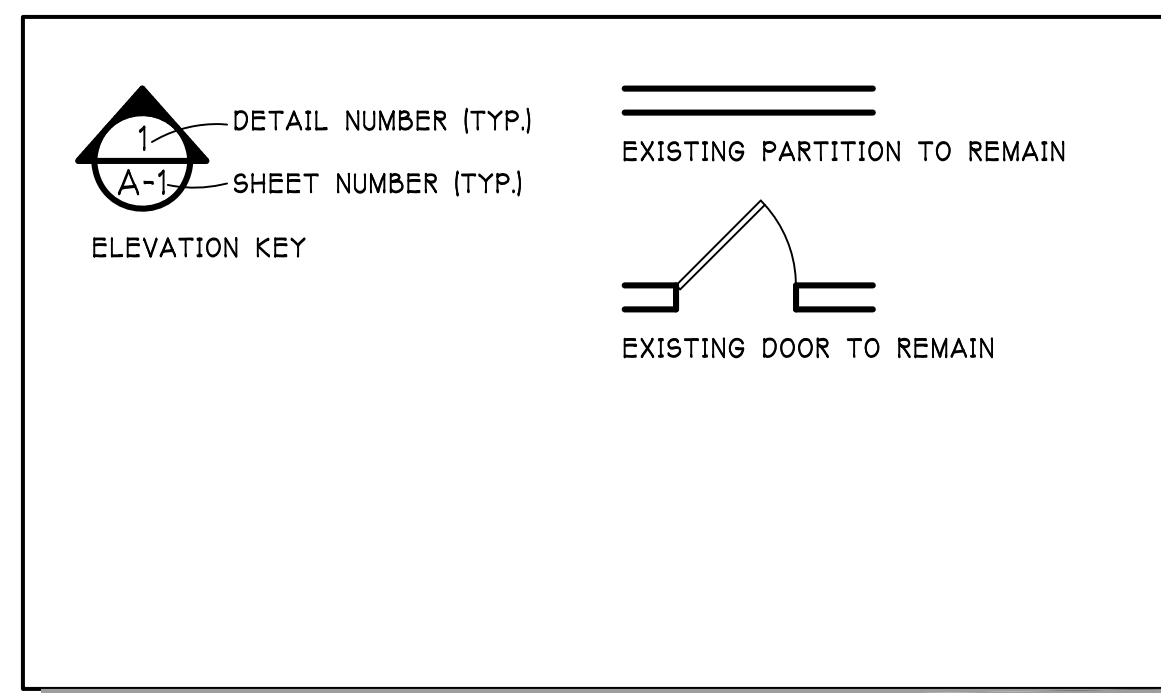 1
DETAIL NUMBER (TYP.)
A-1
SHEET NUMBER (TYP.)
ELEVATION KEY
EXISTING PARTITION TO REMAIN
EXISTING DOOR TO REMAIN